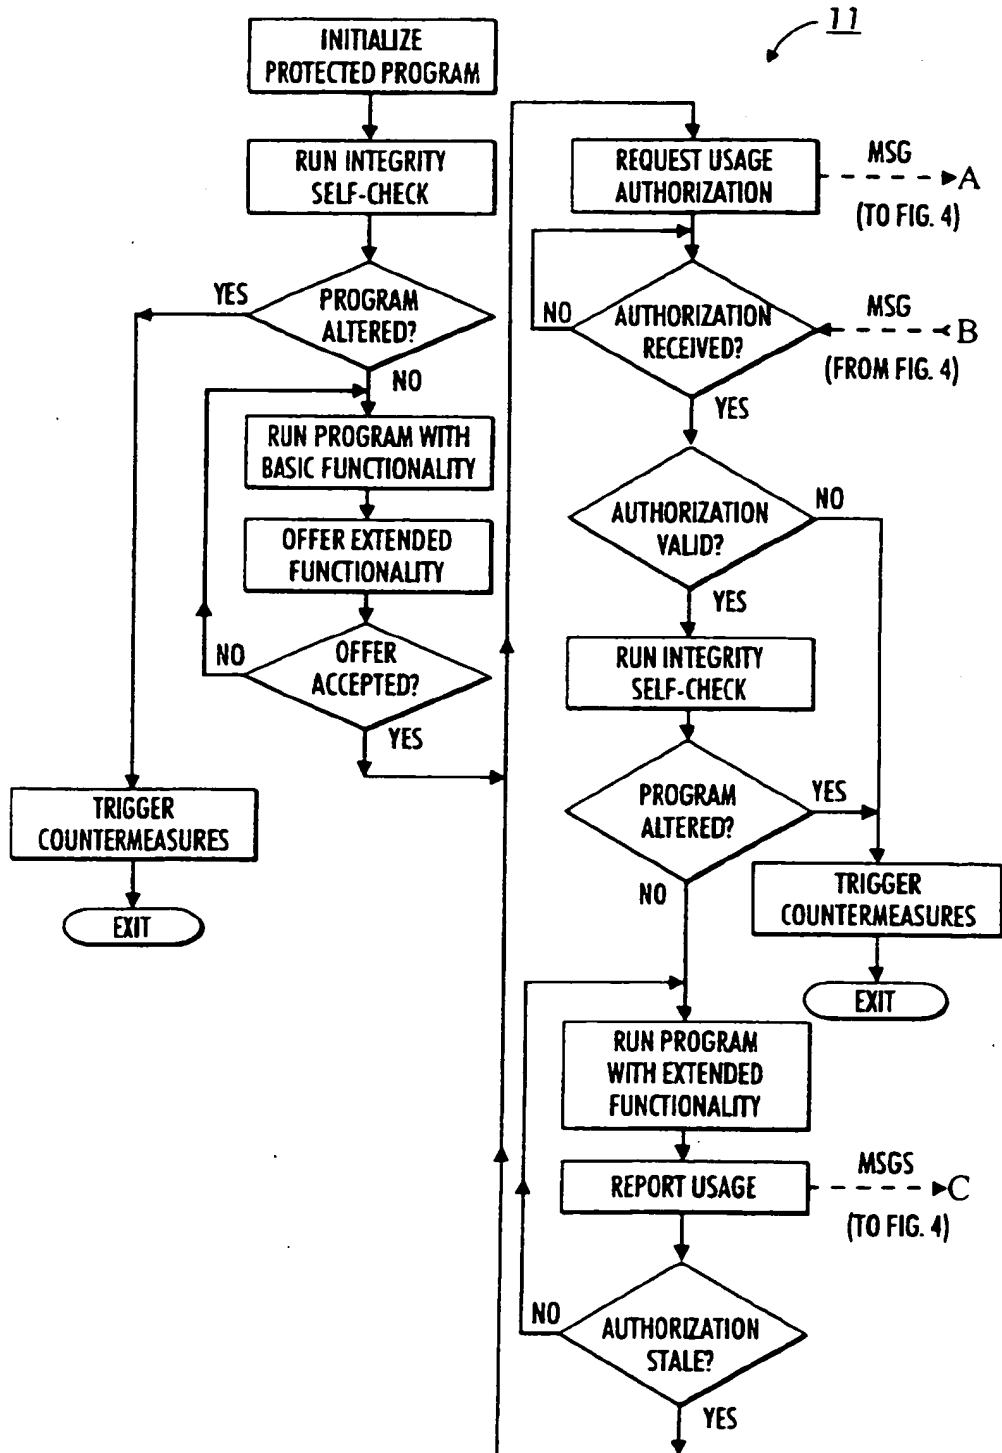 11
INITIALIZE
PROTECTED PROGRAM
RUN INTEGRITY
SELF-CHECK
YES
PROGRAM
ALTERED?
NO
RUN PROGRAM WITH
BASIC FUNCTIONALITY
OFFER EXTENDED
FUNCTIONALITY
NO
OFFER
ACCEPTED?
YES
TRIGGER
COUNTERMEASURES
EXIT
REQUEST USAGE
AUTHORIZATION
MSG
A
(TO FIG. 4)
NO
AUTHORIZATION
RECEIVED?
MSG
B
(FROM FIG. 4)
YES
AUTHORIZATION
VALID?
NO
YES
RUN INTEGRITY
SELF-CHECK
PROGRAM
ALTERED?
YES
NO
TRIGGER
COUNTERMEASURES
EXIT
RUN PROGRAM
WITH EXTENDED
FUNCTIONALITY
REPORT USAGE
MSGS
C
(TO FIG. 4)
NO
AUTHORIZATION
STALE?
YES